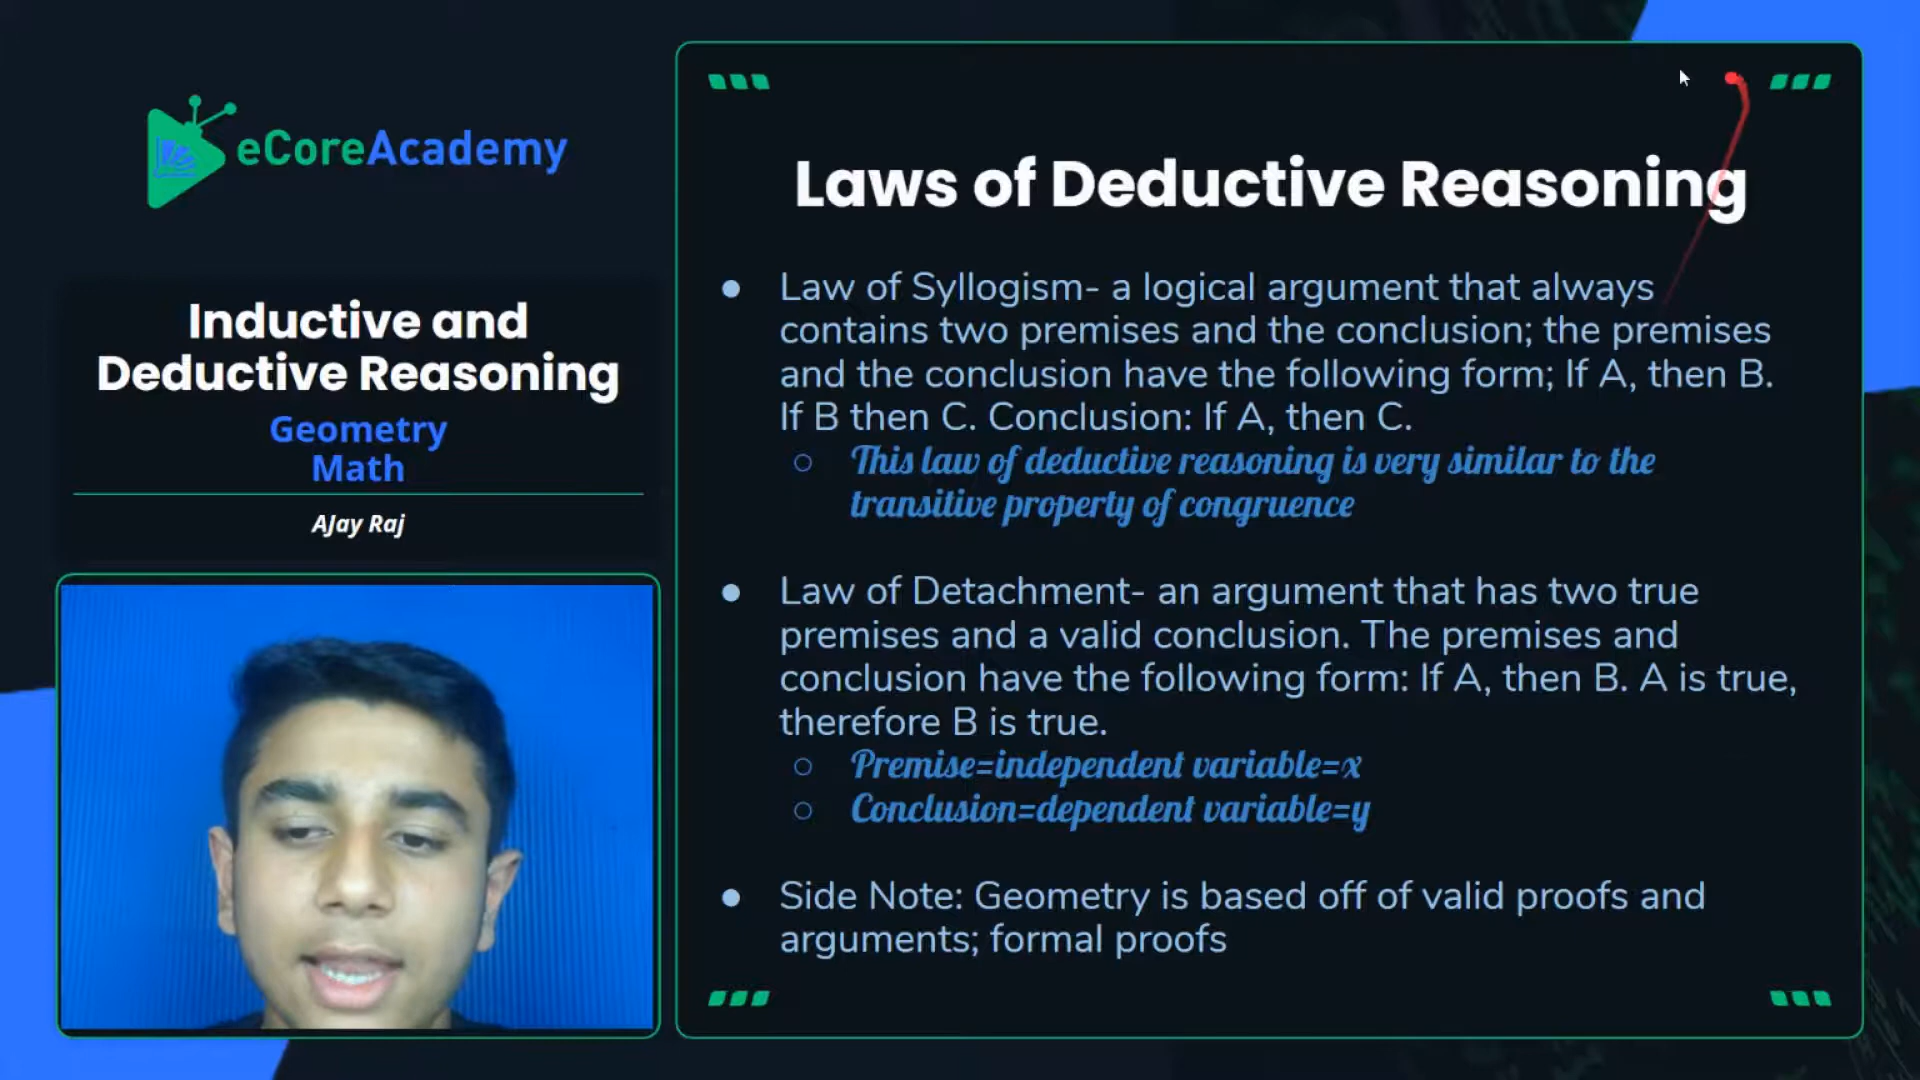 eCoreAcademy
Inductive and
Deductive Reasoning
Geometry
Math
AJay Raj
Laws of Deductive Reasoning
● Law of Syllogism- a logical argument that always
contains two premises and the conclusion; the premises
and the conclusion have the following form; If A, then B.
If B then C. Conclusion: If A, then C.
○ This law of deductive reasoning is very similar to the
transitive property of congruence
● Law of Detachment- an argument that has two true
premises and a valid conclusion. The premises and
conclusion have the following form: If A, then B. A is true,
therefore B is true.
○ Premise=independent variable=x
○ Conclusion=dependent variable=y
● Side Note: Geometry is based off of valid proofs and
arguments; formal proofs